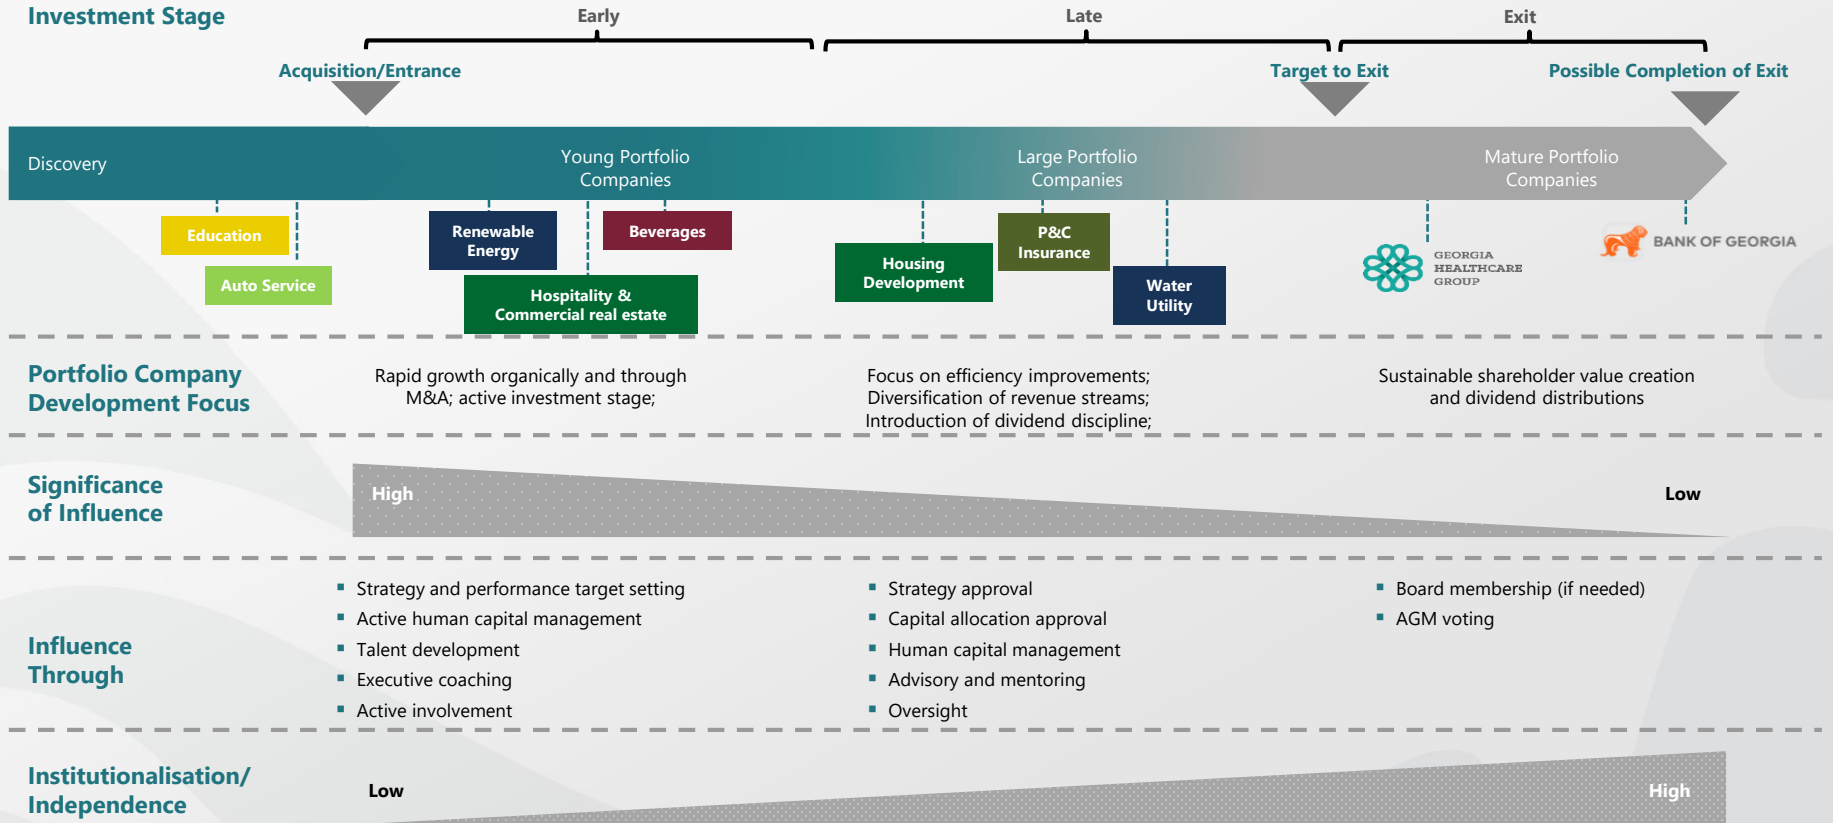 Investment Stage
Early
Late
Exit
Acquisition/Entrance
Target to Exit
Possible Completion of Exit
Discovery
Young Portfolio
Companies
Large Portfolio
Companies
Mature Portfolio
Companies
Education
Auto Service
Renewable
Energy
Beverages
Hospitality &
Commercial real estate
Housing
Development
P&C
Insurance
Water
Utility
GEORGIA
HEALTHCARE
GROUP
BANK OF GEORGIA
Portfolio Company
Development Focus
Rapid growth organically and through
M&A; active investment stage;
Focus on efficiency improvements;
Diversification of revenue streams;
Introduction of dividend discipline;
Sustainable shareholder value creation
and dividend distributions
Significance
of Influence
High
Low
Influence
Through
▪ Strategy and performance target setting
▪ Active human capital management
▪ Talent development
▪ Executive coaching
▪ Active involvement
▪ Strategy approval
▪ Capital allocation approval
▪ Human capital management
▪ Advisory and mentoring
▪ Oversight
▪ Board membership (if needed)
▪ AGM voting
Institutionalisation/
Independence
Low
High